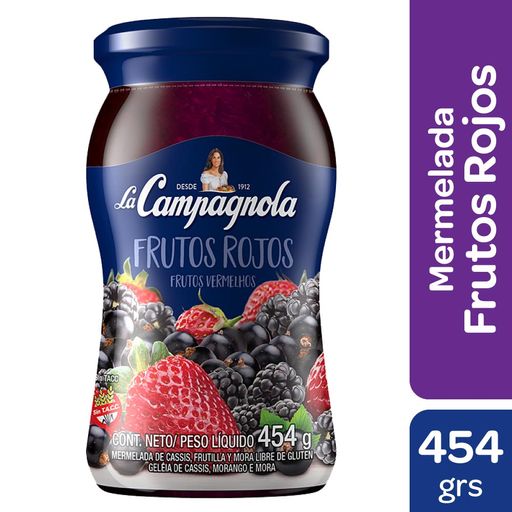 DESDE 1912
La Campagnola
FRUTOS ROJOS
FRUTOS VERMELHOS
Sin T.A.C.C.
CONT. NETO/ PESO LÍQUIDO 454 g
MERMELADA DE CASSIS, FRUTILLA Y MORA LIBRE DE GLUTEN
GELÉIA DE CASSIS, MORANGO E MORA
Mermelada
Frutos Rojos
454
grs